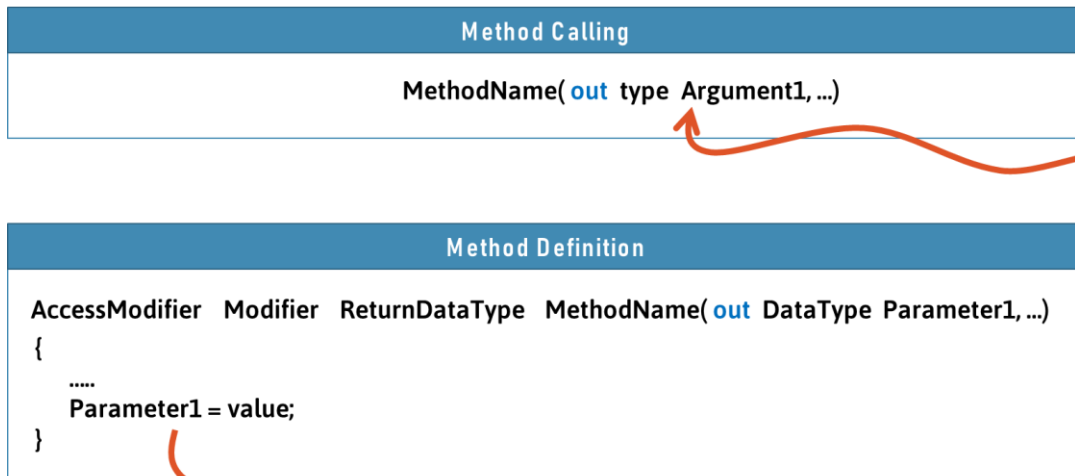 Method Calling
MethodName( out type Argument1, ...)
Method Definition
AccessModifier Modifier ReturnDataType MethodName( out DataType Parameter1, ...)
{
.....
Parameter1 = value;
}